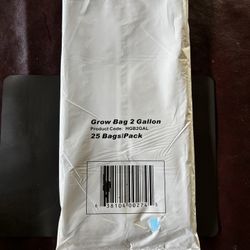 Grow Bag 2 Gallon
Product Code: HGB2GAL
25 Bags/Pack